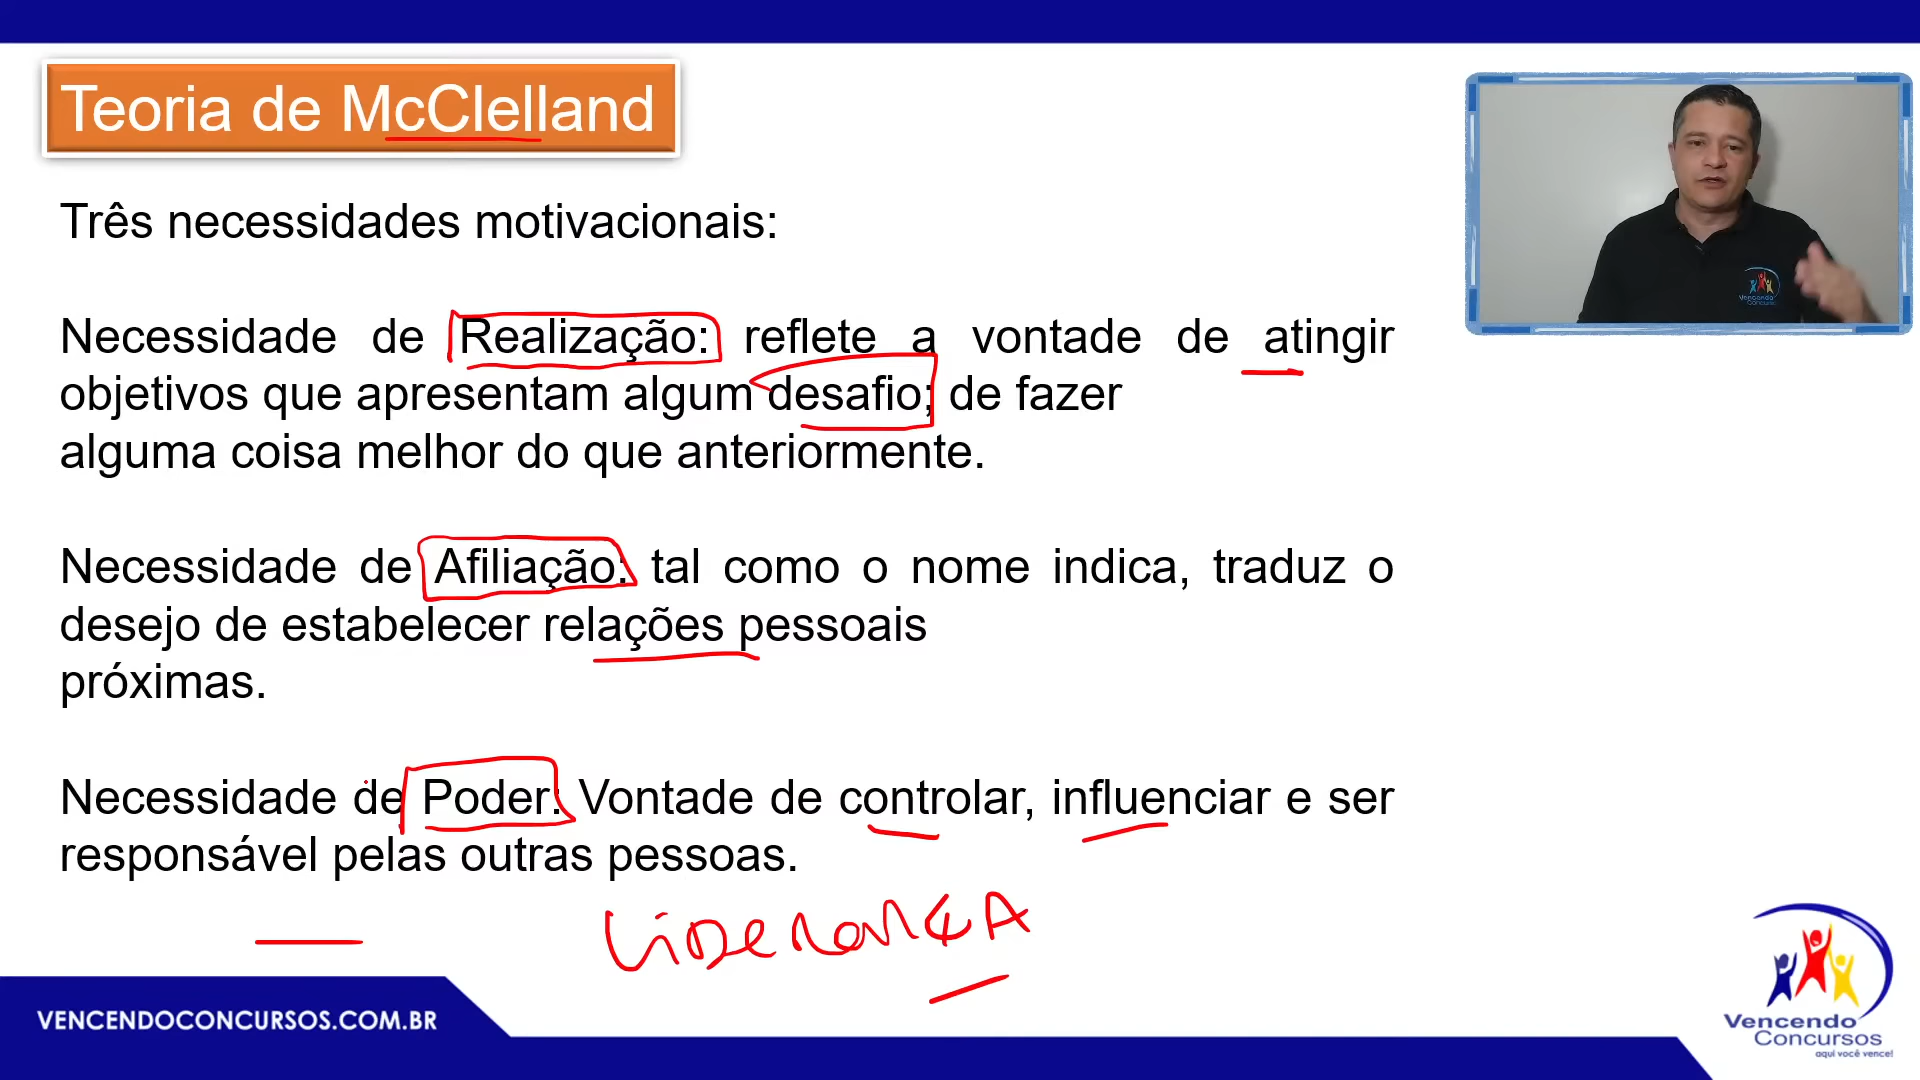 Teoria de McClelland
Três necessidades motivacionais:
Necessidade de Realização: reflete a vontade de atingir
objetivos que apresentam algum desafio; de fazer
alguma coisa melhor do que anteriormente.
Necessidade de Afiliação: tal como o nome indica, traduz o
desejo de estabelecer relações pessoais
próximas.
Necessidade de Poder: Vontade de controlar, influenciar e ser
responsável pelas outras pessoas.
LiDERANÇA
VENCENDOCONCURSOS.COM.BR
Vencendo
Concursos
aqui você vence!
Vencendo
Concursos